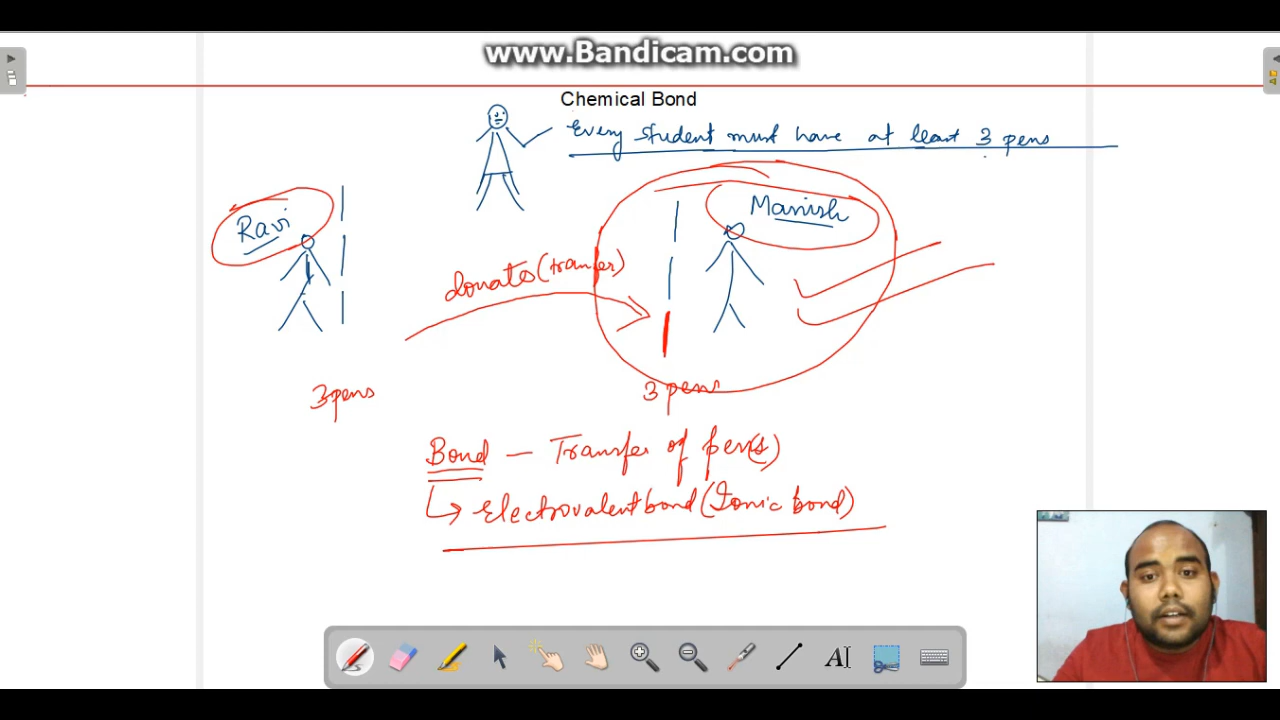 www.Bandicam.com
Chemical Bond
Every student must have at least 3 pens
Ravi
Manish
donates (transfer)
3 pens
3 pens
Bond — Transfer of pen(s)
↳ Electrovalent bond (Ionic bond)